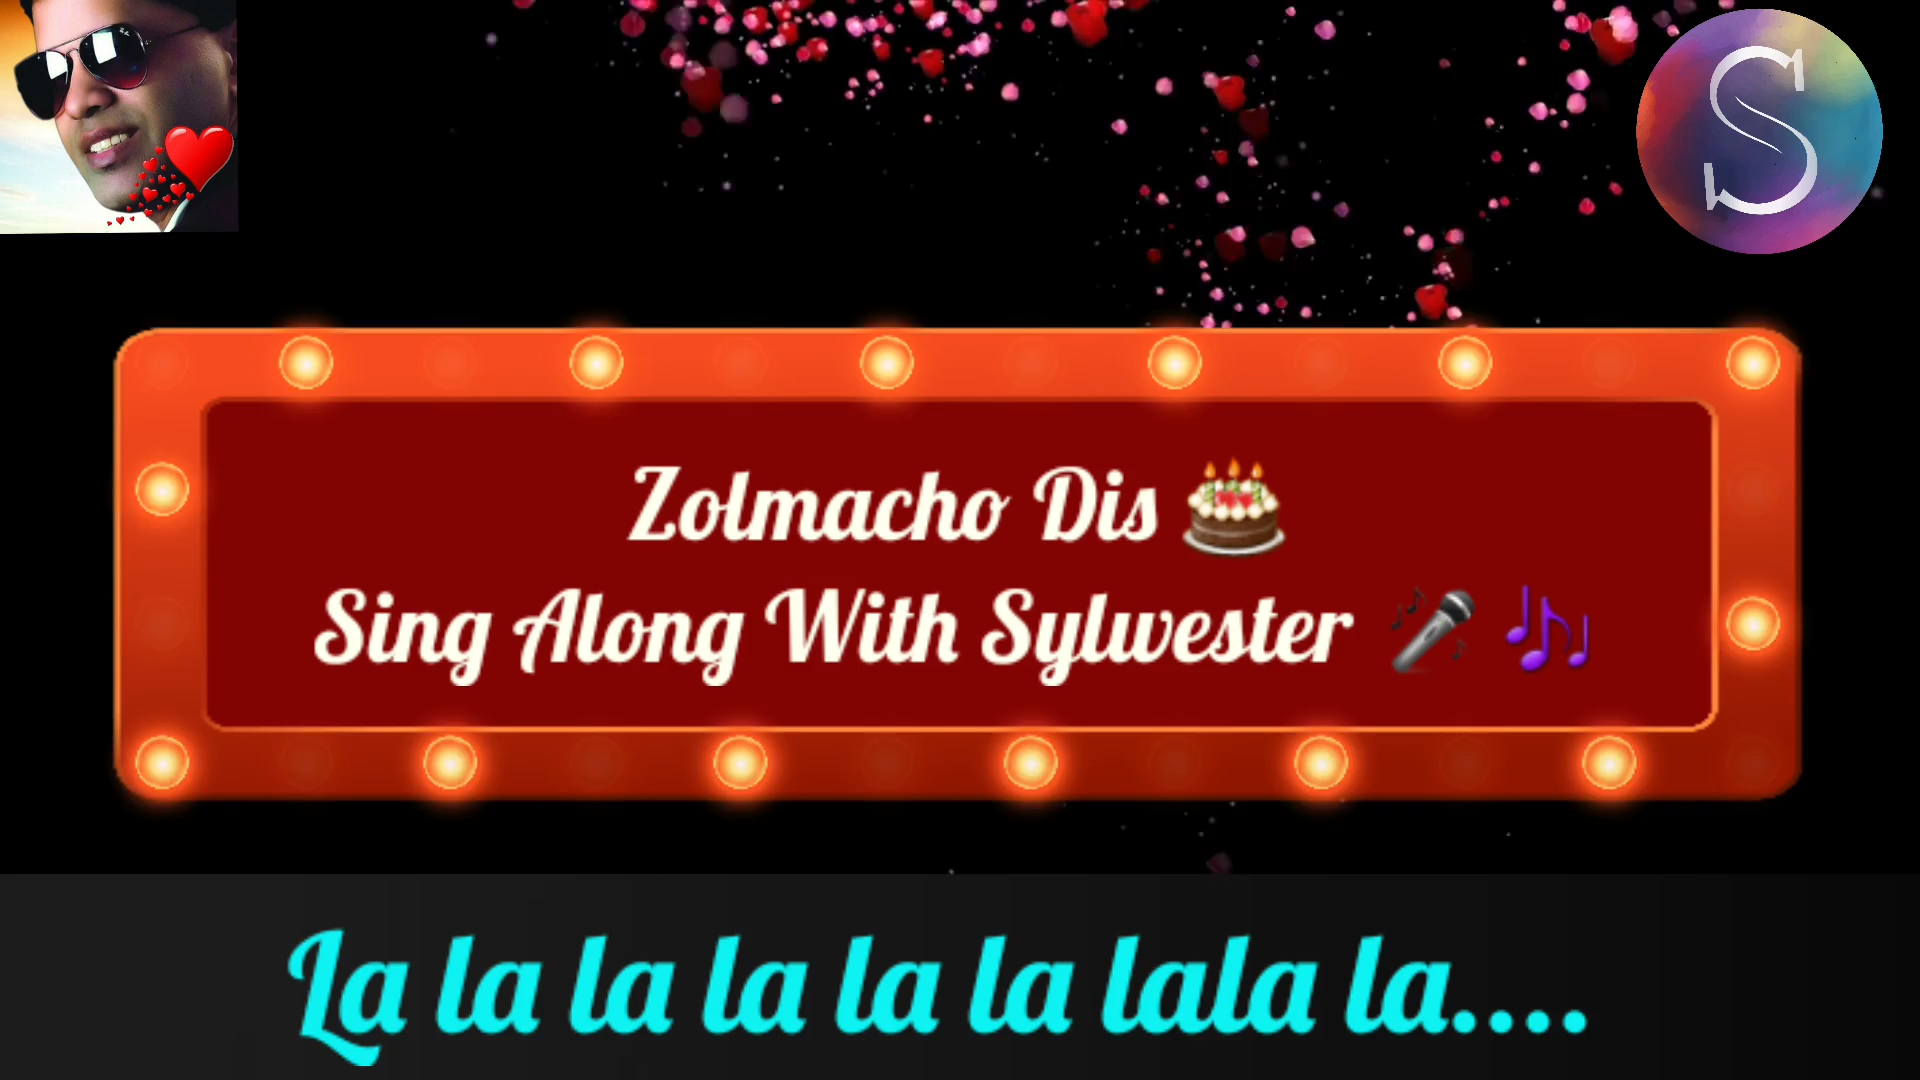 S
Zolmacho Dis 🎂
Sing Along With Sylwester 🎤 🎶
La la la la la la lala la....